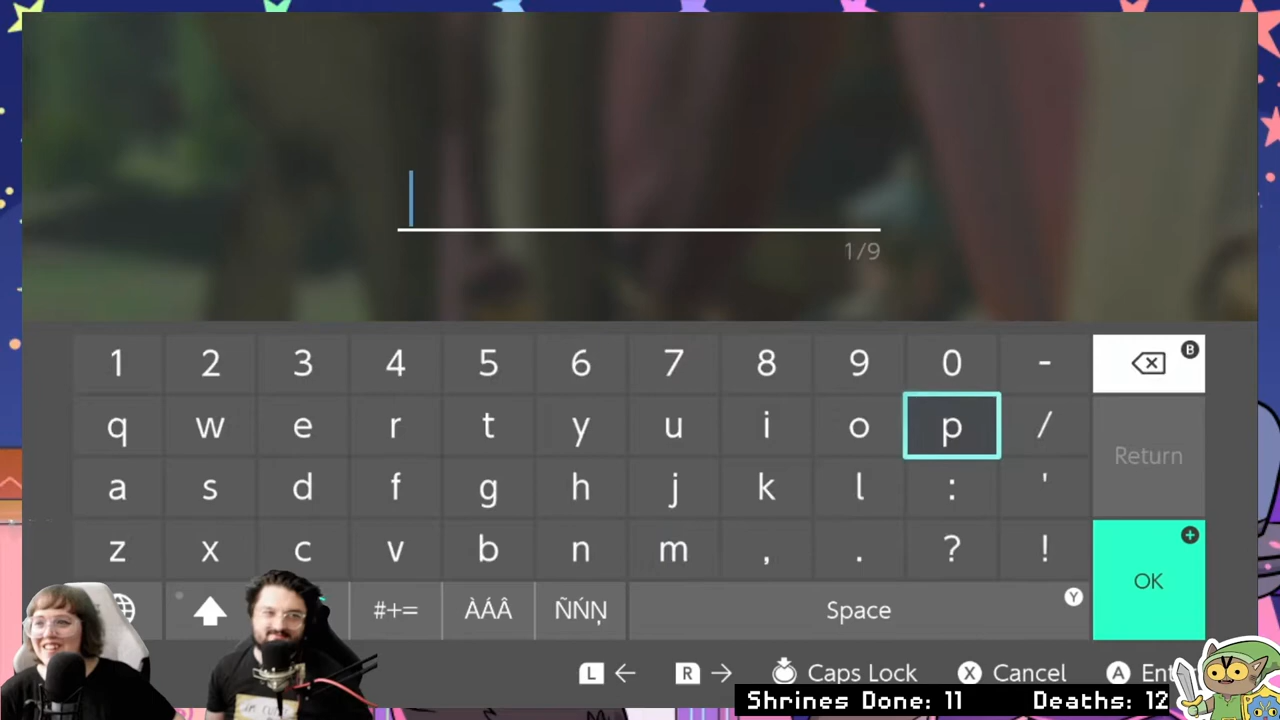 1/9
1 2 3 4 5 6 7 8 9 0 - B
q w e r t y u i o p / Return
a s d f g h j k l : '
z x c v b n m , . ? ! + OK
#+= ÀÁÂ ÑŃŅ Space Y
L ← R → Caps Lock X Cancel A Ent
Shrines Done: 11 Deaths: 12